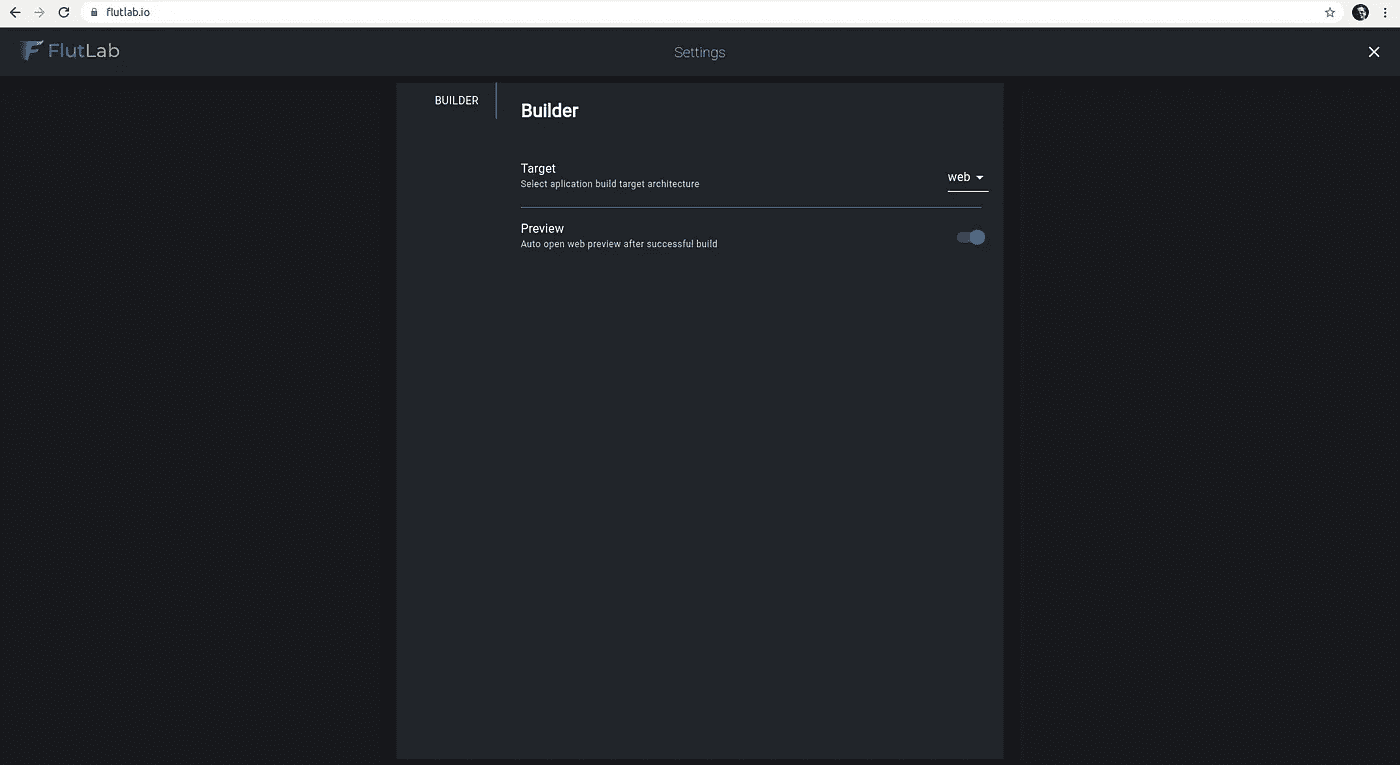 flutlab.io
FlutLab
Settings
BUILDER
Builder
Target
Select aplication build target architecture
web
Preview
Auto open web preview after successful build